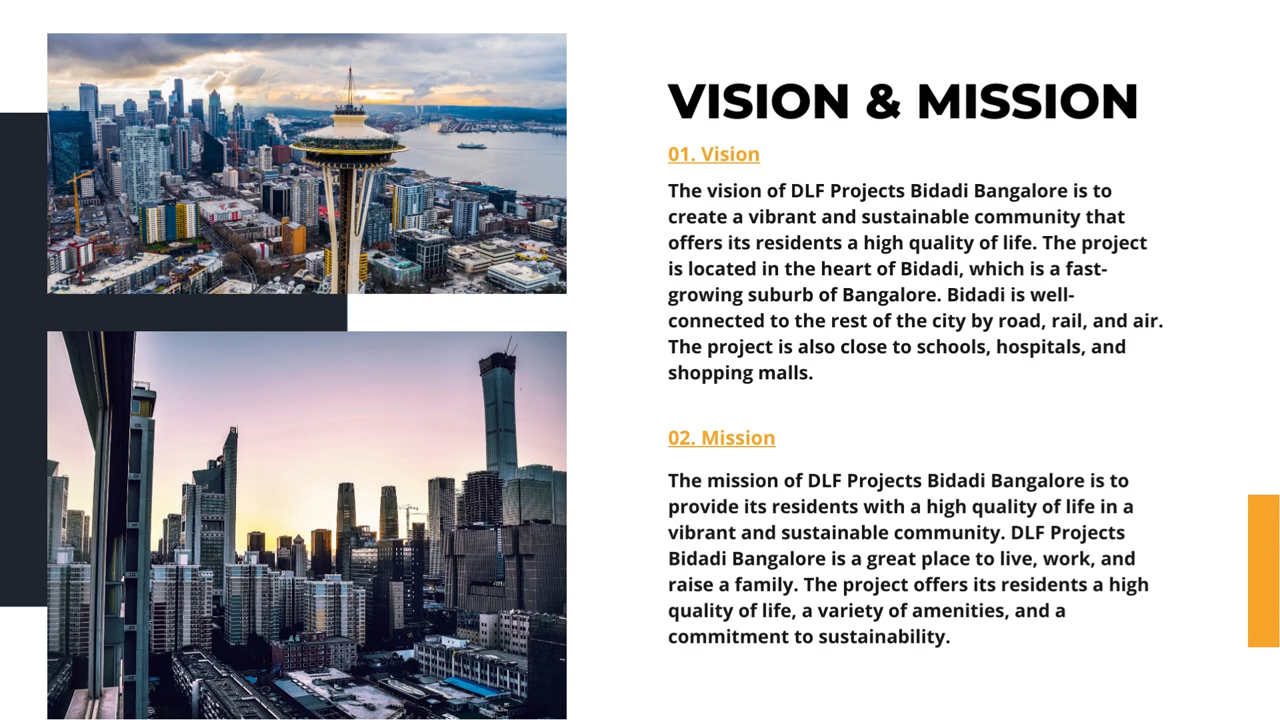 VISION & MISSION
01. Vision
The vision of DLF Projects Bidadi Bangalore is to
create a vibrant and sustainable community that
offers its residents a high quality of life. The project
is located in the heart of Bidadi, which is a fast-
growing suburb of Bangalore. Bidadi is well-
connected to the rest of the city by road, rail, and air.
The project is also close to schools, hospitals, and
shopping malls.
02. Mission
The mission of DLF Projects Bidadi Bangalore is to
provide its residents with a high quality of life in a
vibrant and sustainable community. DLF Projects
Bidadi Bangalore is a great place to live, work, and
raise a family. The project offers its residents a high
quality of life, a variety of amenities, and a
commitment to sustainability.